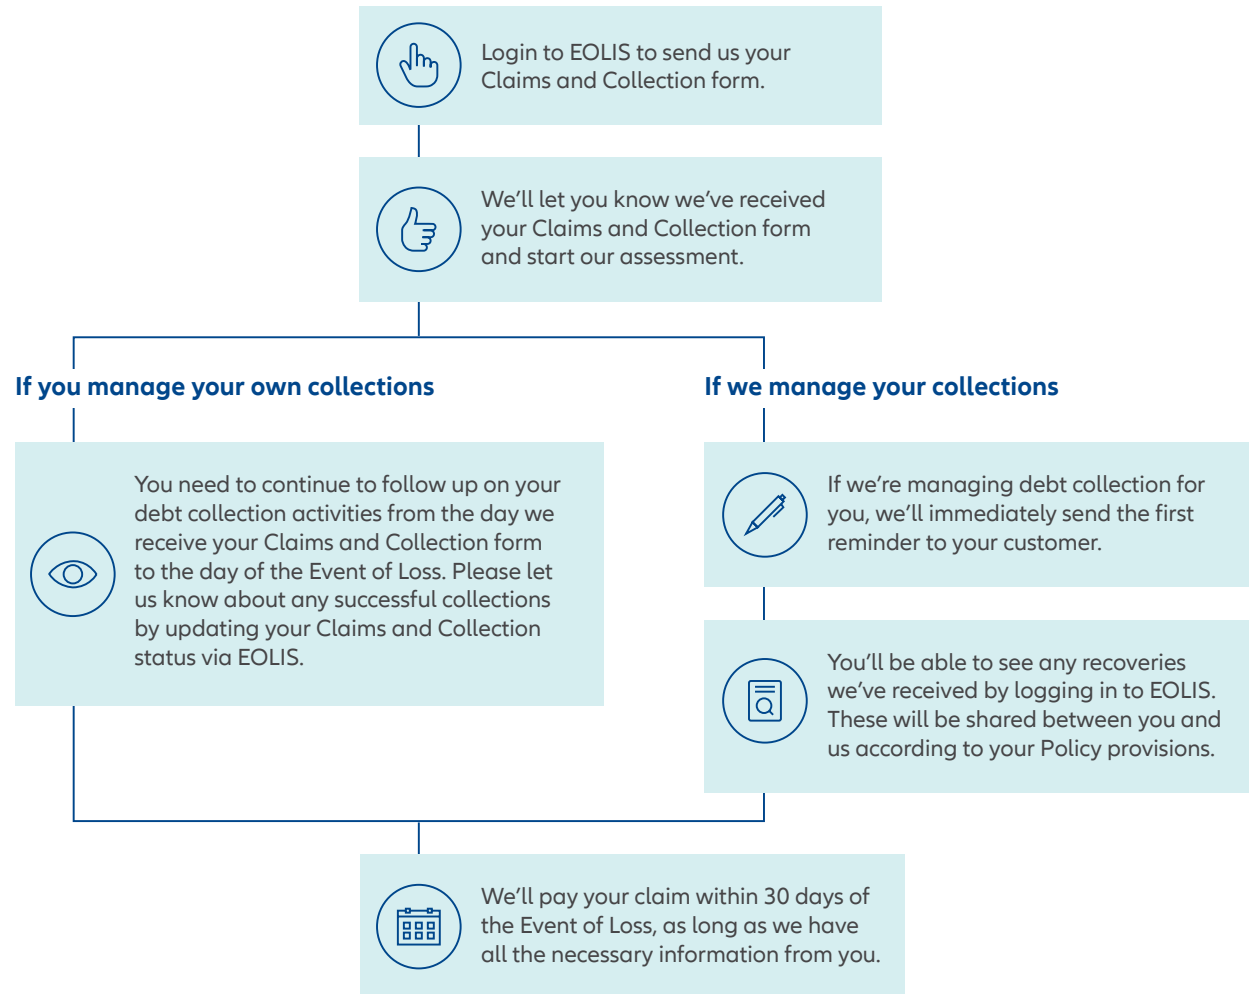 Login to EOLIS to send us your
Claims and Collection form.
We’ll let you know we’ve received
your Claims and Collection form
and start our assessment.
If you manage your own collections
You need to continue to follow up on your
debt collection activities from the day we
receive your Claims and Collection form
to the day of the Event of Loss. Please let
us know about any successful collections
by updating your Claims and Collection
status via EOLIS.
If we manage your collections
If we’re managing debt collection for
you, we’ll immediately send the first
reminder to your customer.
You’ll be able to see any recoveries
we’ve received by logging in to EOLIS.
These will be shared between you and
us according to your Policy provisions.
We’ll pay your claim within 30 days of
the Event of Loss, as long as we have
all the necessary information from you.